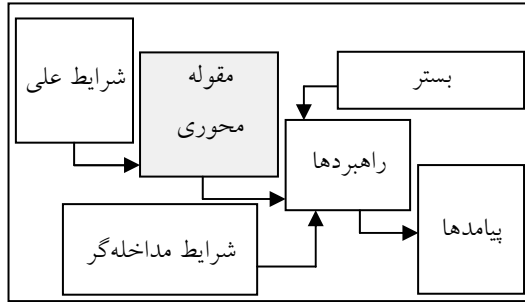 شرایط علی
مقوله
محوری
بستر
راهبردها
پیامدها
شرایط مداخله‌گر